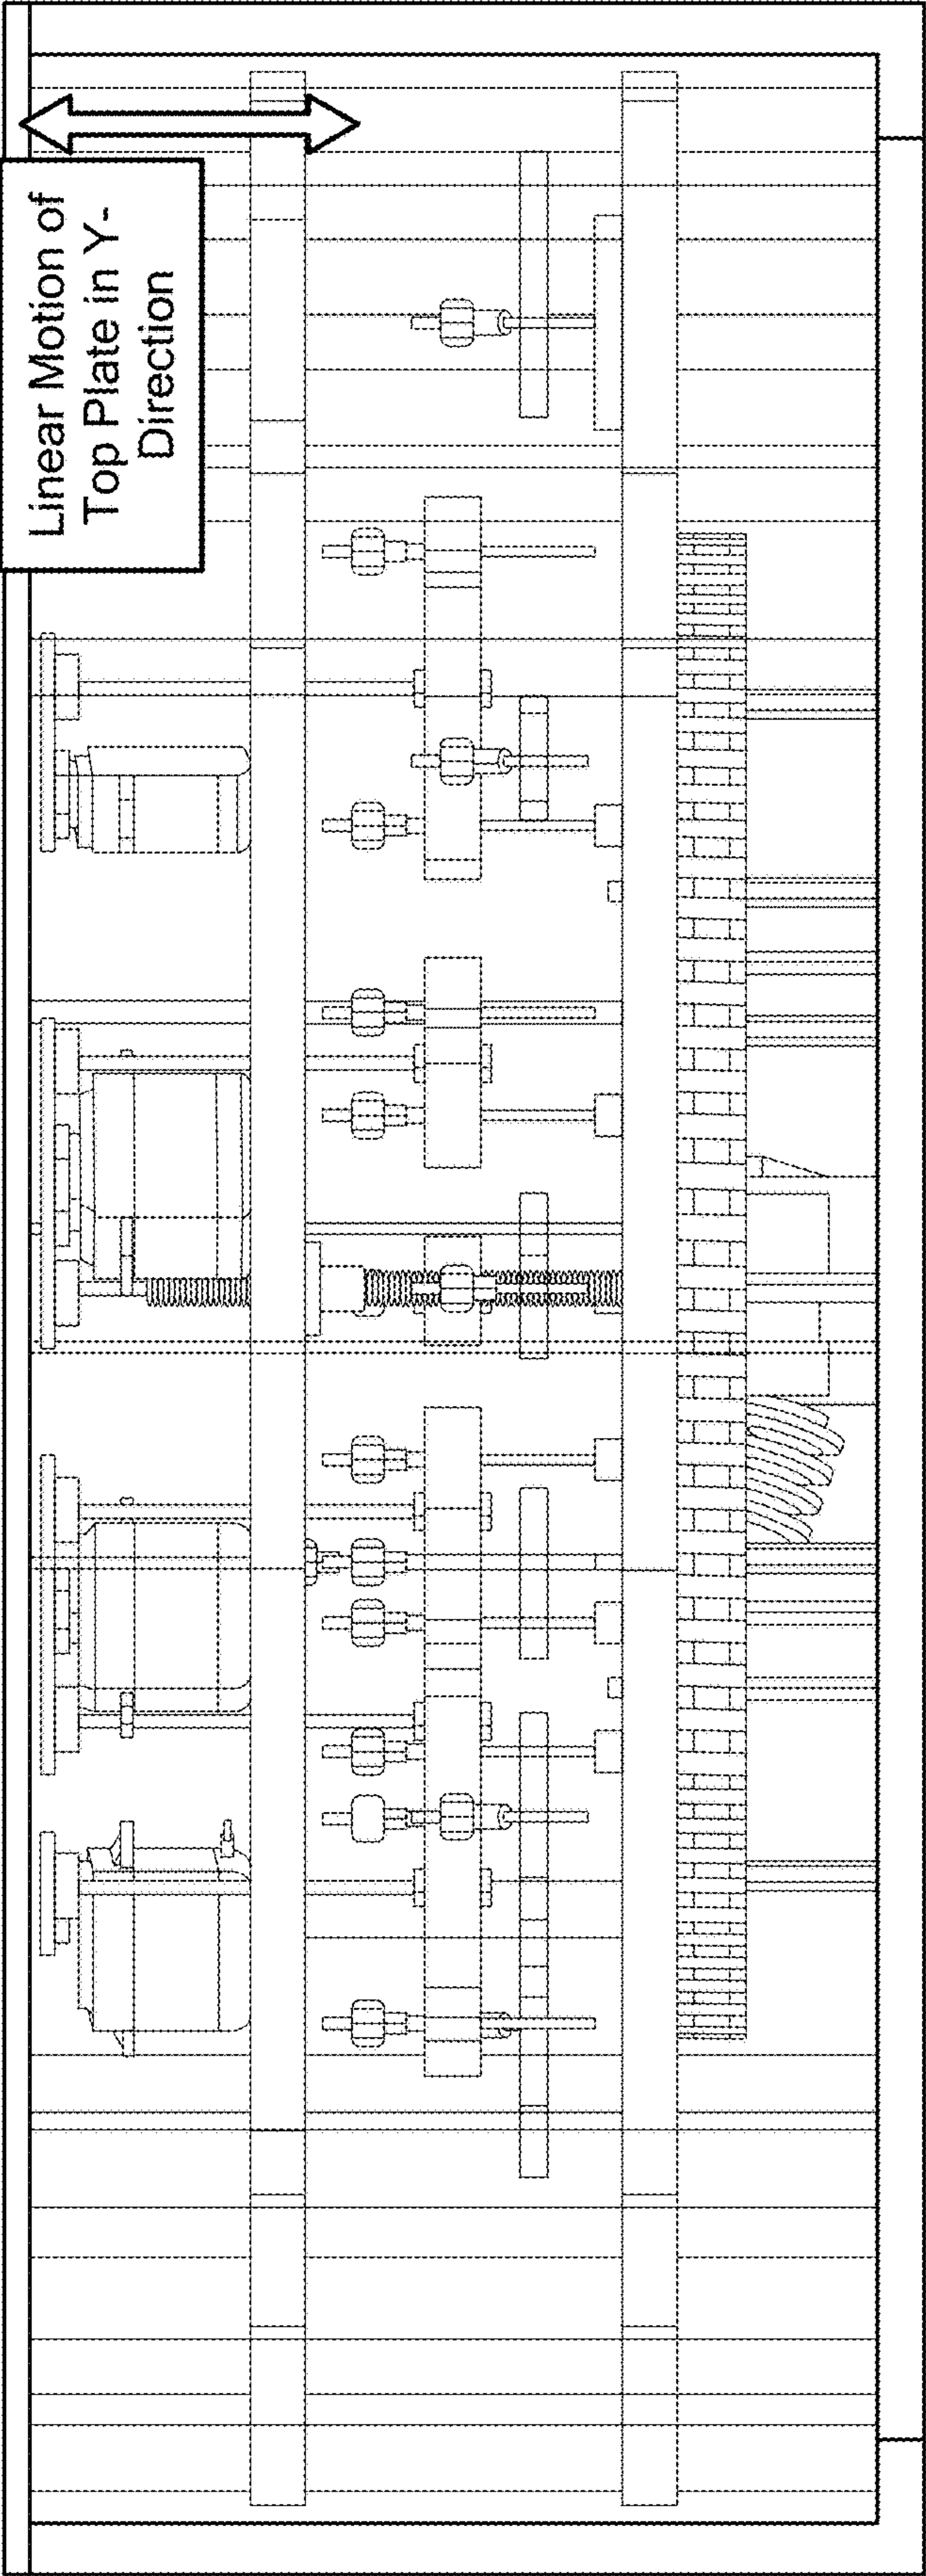 Linear Motion of
Top Plate in Y-
Direction